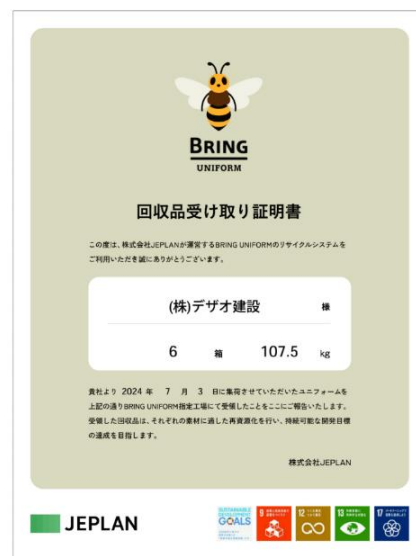 BRING
UNIFORM
回収品受け取り証明書
この度は、株式会社JEPLANが運営するBRING UNIFORMのリサイクルシステムを
ご利用いただき誠にありがとうございます。
(株)デザオ建設 様
6 箱 107.5 kg
貴社より 2024 年 7 月 3 日に集荷させていただいたユニフォームを
上記の通りBRING UNIFORM指定工場にて受領したことをここにご報告いたします。
受領した回収品は、それぞれの素材に適した再資源化を行い、持続可能な開発目標
の達成を目指します。
株式会社JEPLAN
JEPLAN
SUSTAINABLE
DEVELOPMENT
GOALS
9
12
13
17